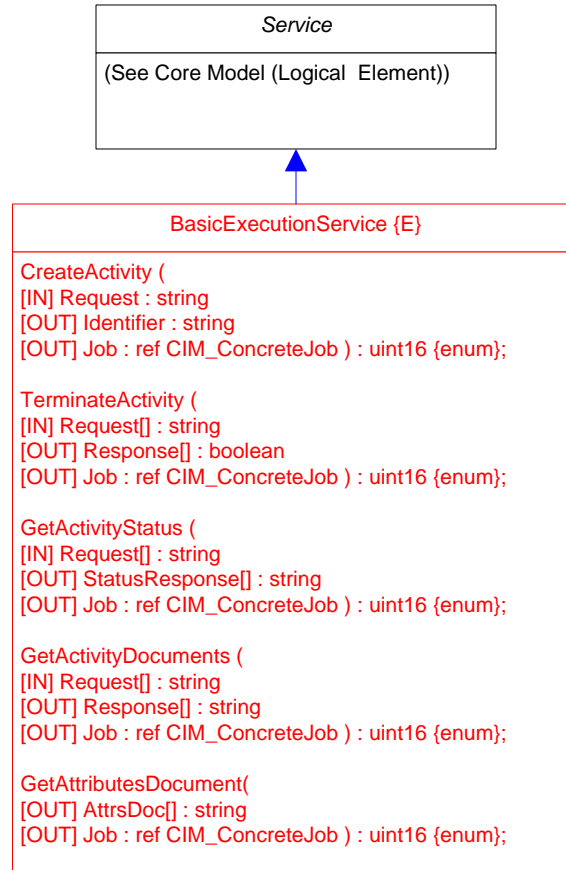 Service
(See Core Model (Logical Element))
BasicExecutionService {E}
CreateActivity (
[IN] Request : string
[OUT] Identifier : string
[OUT] Job : ref CIM_ConcreteJob ) : uint16 {enum};
TerminateActivity (
[IN] Request[] : string
[OUT] Response[] : boolean
[OUT] Job : ref CIM_ConcreteJob ) : uint16 {enum};
GetActivityStatus (
[IN] Request[] : string
[OUT] StatusResponse[] : string
[OUT] Job : ref CIM_ConcreteJob ) : uint16 {enum};
GetActivityDocuments (
[IN] Request[] : string
[OUT] Response[] : string
[OUT] Job : ref CIM_ConcreteJob ) : uint16 {enum};
GetAttributesDocument(
[OUT] AttrsDoc[] : string
[OUT] Job : ref CIM_ConcreteJob ) : uint16 {enum};